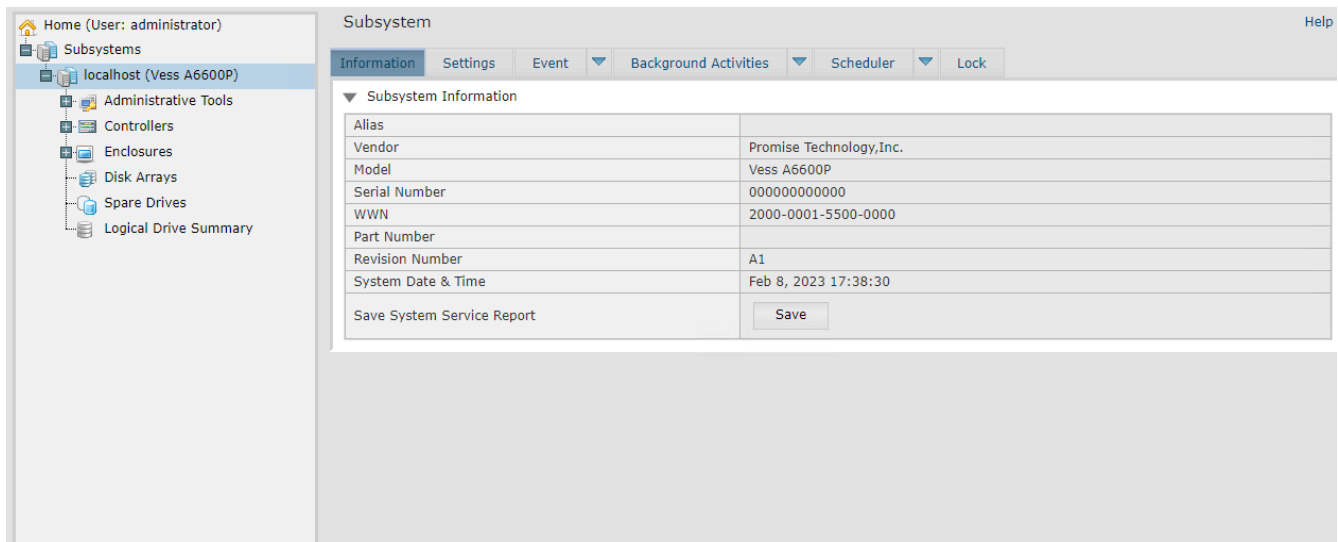 Home (User: administrator)
Subsystems
localhost (Vess A6600P)
Administrative Tools
Controllers
Enclosures
Disk Arrays
Spare Drives
Logical Drive Summary
Subsystem
Help
Information Settings Event Background Activities Scheduler Lock
Subsystem Information
Alias
Vendor Promise Technology,Inc.
Model Vess A6600P
Serial Number 000000000000
WWN 2000-0001-5500-0000
Part Number
Revision Number A1
System Date & Time Feb 8, 2023 17:38:30
Save System Service Report Save